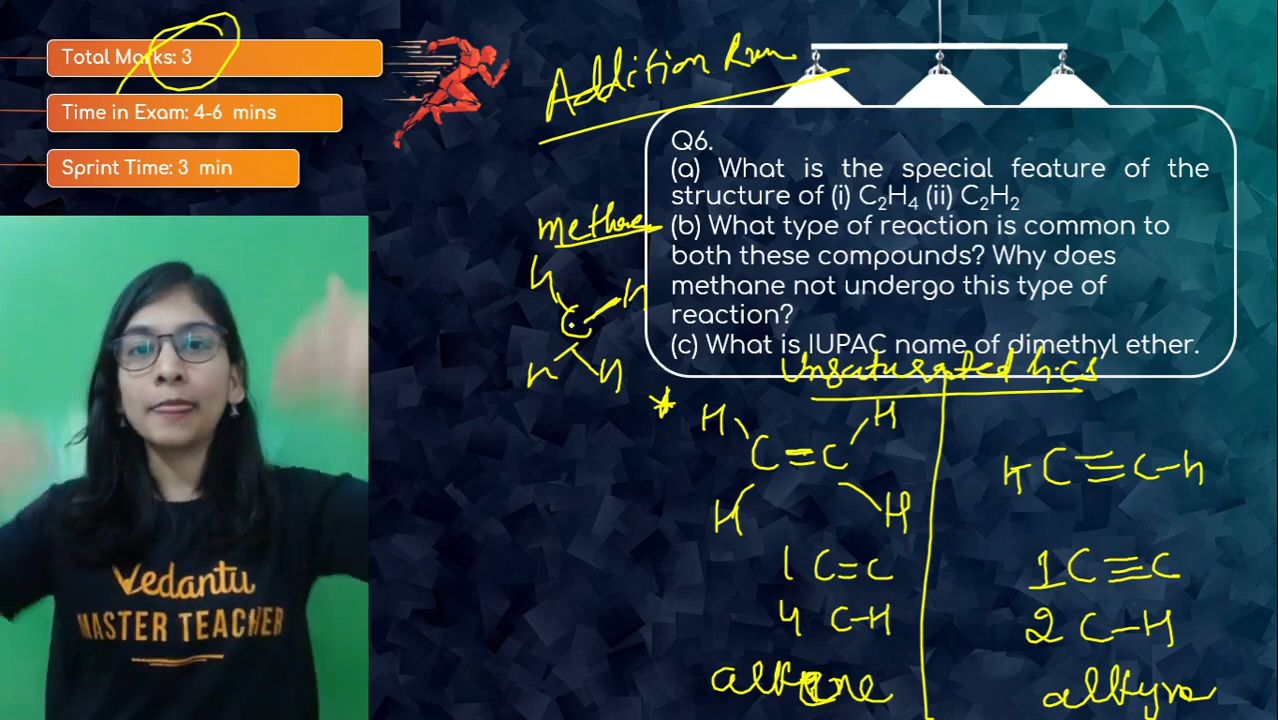 Total Marks: 3
Time in Exam: 4-6 mins
Sprint Time: 3 min
Addition Rxn
Q6.
(a) What is the special feature of the
structure of (i) C₂H₄ (ii) C₂H₂
(b) What type of reaction is common to
both these compounds? Why does
methane not undergo this type of
reaction?
(c) What is IUPAC name of dimethyl ether.
methane
H
H
C
H H
Unsaturated h.cs
H H
C=C
H H
1 C=C
4 C-H
alkene
H C≡C-H
1 C≡C
2 C-H
alkyne
Vedantu
MASTER TEACHER